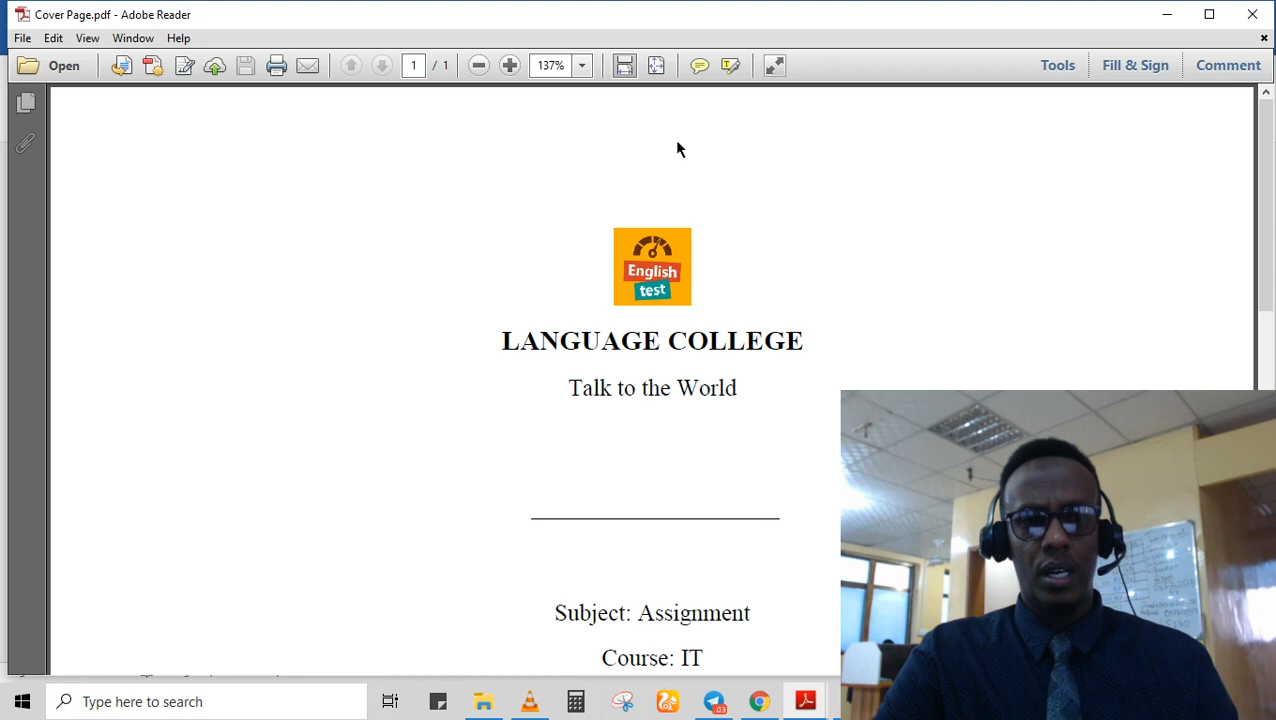 Cover Page.pdf - Adobe Reader
File Edit View Window Help
Open 1 / 1 137% Tools Fill & Sign Comment
English
test
LANGUAGE COLLEGE
Talk to the World
Subject: Assignment
Course: IT
Type here to search
03